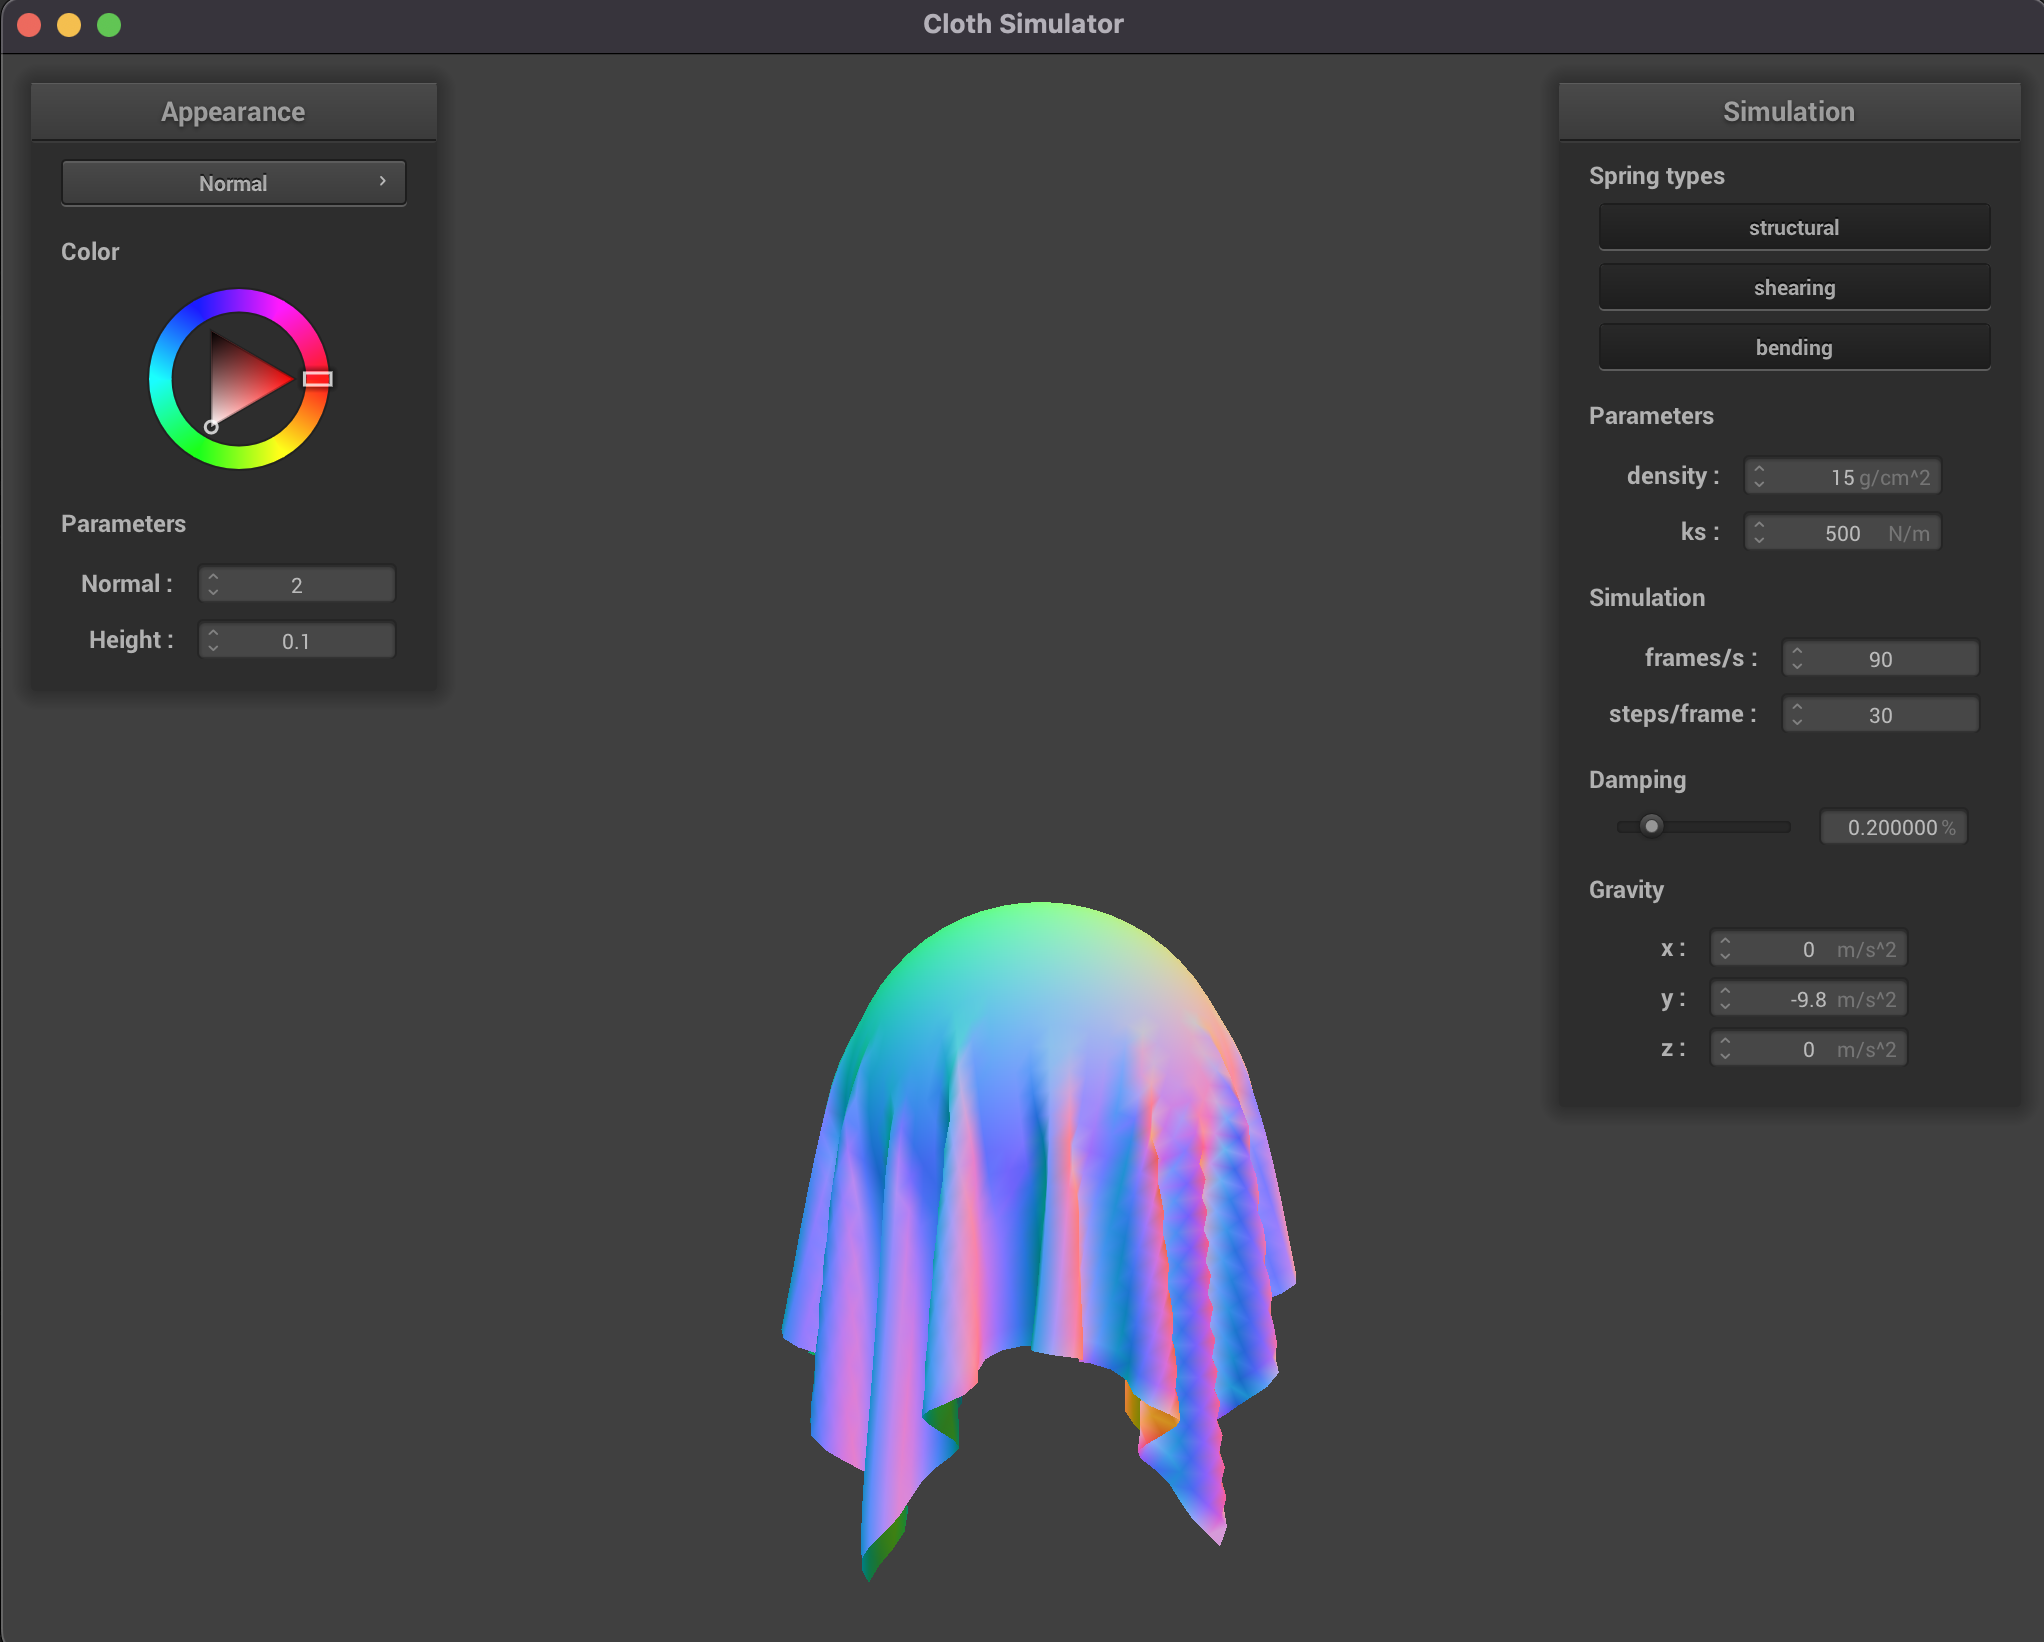 Cloth Simulator
Appearance
Normal
Color
Parameters
Normal : 2
Height : 0.1
Simulation
Spring types
structural
shearing
bending
Parameters
density : 15 g/cm^2
ks : 500 N/m
Simulation
frames/s : 90
steps/frame : 30
Damping
0.200000 %
Gravity
x : 0 m/s^2
y : -9.8 m/s^2
z : 0 m/s^2